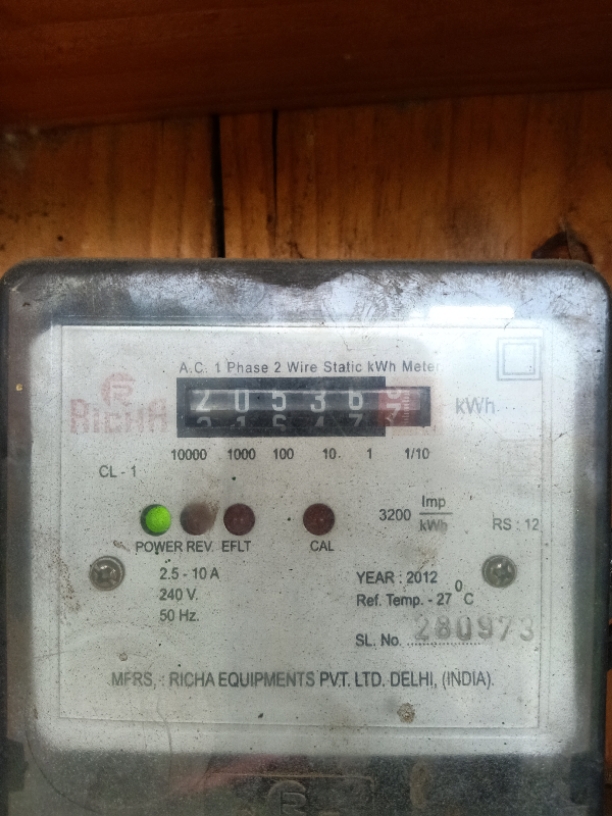 A.C. 1 Phase 2 Wire Static kWh Meter
RICHA
2 0 5 3 6
kWh
10000 1000 100 10 1 1/10
CL - 1
3200 Imp/kWh
RS : 12
POWER REV. EFLT CAL
2.5 - 10 A
240 V.
50 Hz.
YEAR : 2012
Ref. Temp. - 27 °C
SL. No. 280973
MFRS, : RICHA EQUIPMENTS PVT. LTD. DELHI, (INDIA).